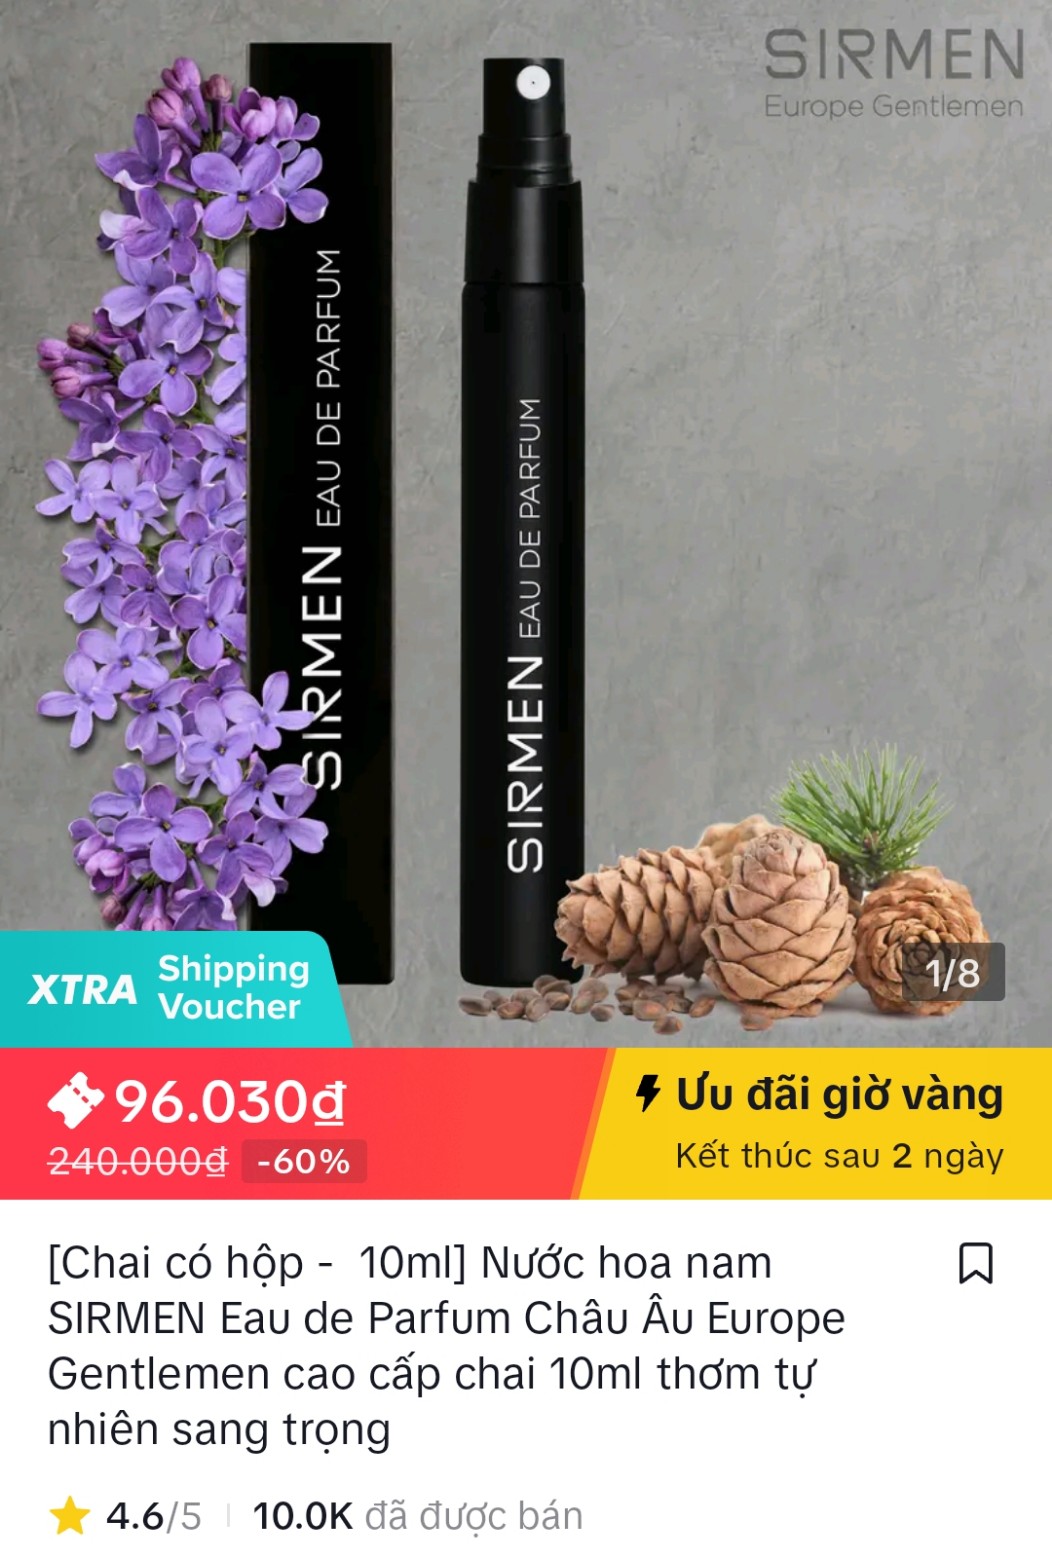 SIRMEN
Europe Gentlemen
SIRMEN EAU DE PARFUM
SIRMEN EAU DE PARFUM
1/8
XTRA Shipping
Voucher
96.030₫
240.000₫ -60%
Ưu đãi giờ vàng
Kết thúc sau 2 ngày
[Chai có hộp - 10ml] Nước hoa nam
SIRMEN Eau de Parfum Châu Âu Europe
Gentlemen cao cấp chai 10ml thơm tự
nhiên sang trọng
4.6/5 | 10.0K đã được bán